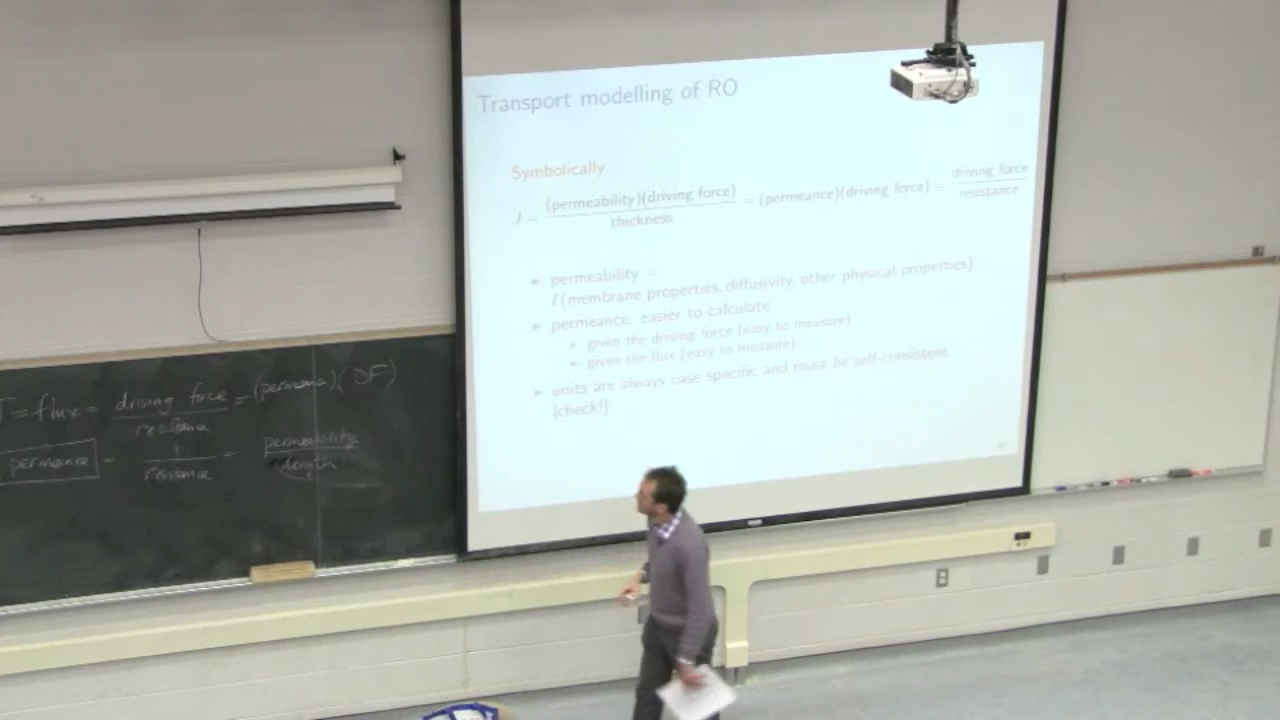 Transport modelling of RO
Symbolically
J = (permeability)(driving force) / thickness = (permeance)(driving force) = driving force / resistance
► permeability =
f(membrane properties, diffusivity, other physical properties)
► permeance: easier to calculate
• given the driving force (easy to measure)
• given the flux (easy to measure)
► units are always case specific and must be self-consistent
[check!]
J = flux = driving force / resistance = (permeance)(DF)
permeance = 1 / resistance = permeability / length